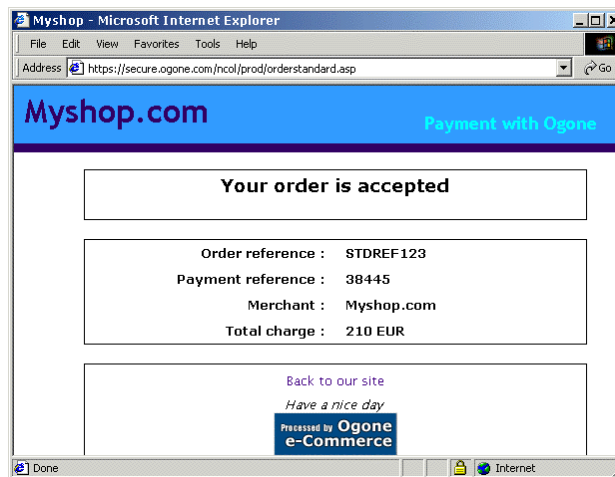 Myshop - Microsoft Internet Explorer
File Edit View Favorites Tools Help
Address https://secure.ogone.com/ncol/prod/orderstandard.asp Go
Myshop.com
Payment with Ogone
Your order is accepted
Order reference : STDREF123
Payment reference : 38445
Merchant : Myshop.com
Total charge : 210 EUR
Back to our site
Have a nice day
Processed by Ogone
e-Commerce
Done Internet